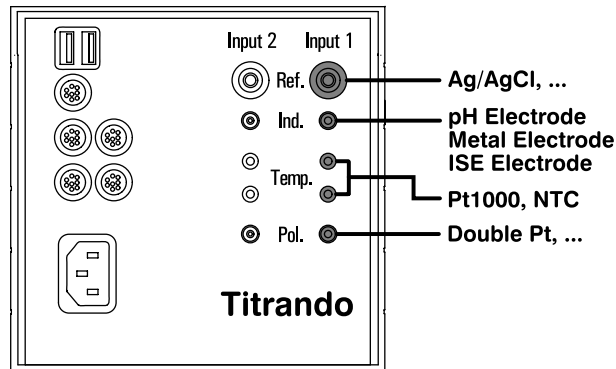 Input 2 Input 1
Ref. Ag/AgCl, ...
Ind. pH Electrode
Metal Electrode
ISE Electrode
Temp.
Pt1000, NTC
Pol. Double Pt, ...
Titrando